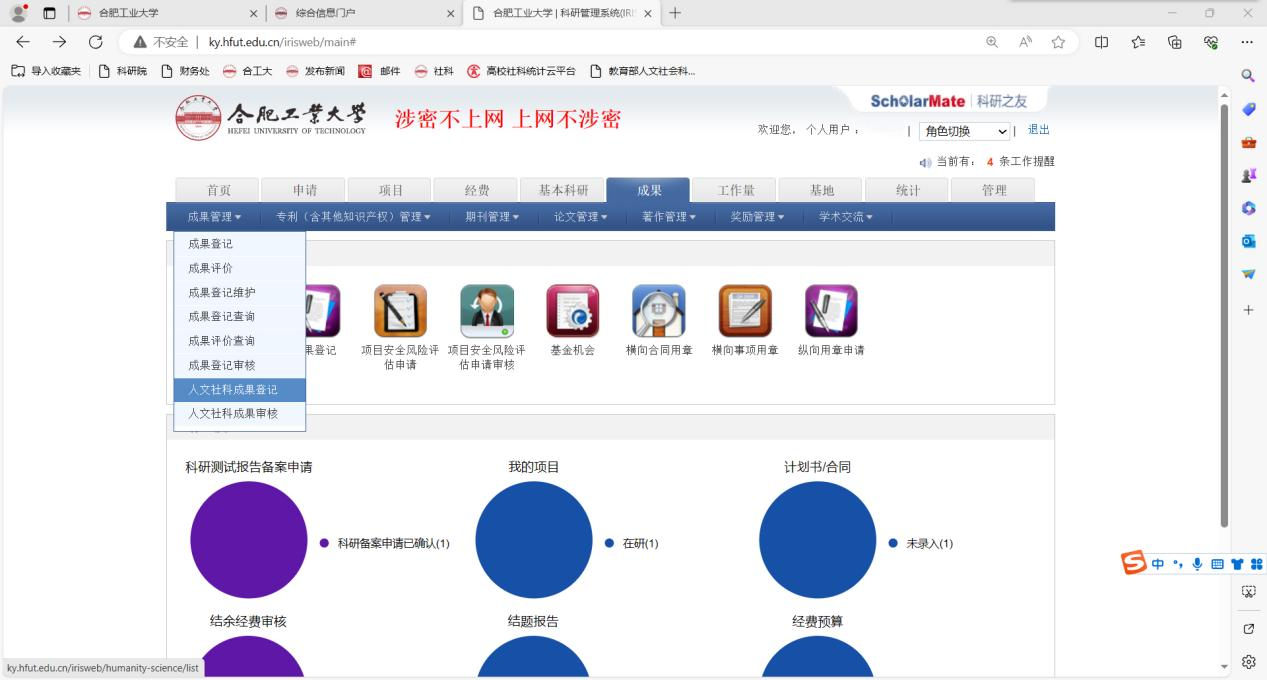 合肥工业大学
综合信息门户
合肥工业大学 | 科研管理系统(IRI
不安全 | ky.hfut.edu.cn/irisweb/main#
导入收藏夹 科研院 财务处 合工大 发布新闻 邮件 社科 高校社科统计云平台 教育部人文社会科...
合肥工業大學
HEFEI UNIVERSITY OF TECHNOLOGY
涉密不上网 上网不涉密
SchOlarMate | 科研之友
欢迎您， 个人用户 ： | 角色切换 | 退出
当前有： 4 条工作提醒
首页 申请 项目 经费 基本科研 成果 工作量 基地 统计 管理
成果管理 专利（含其他知识产权）管理 期刊管理 论文管理 著作管理 奖励管理 学术交流
成果登记
成果评价
成果登记维护
成果登记查询
成果评价查询
成果登记审核
人文社科成果登记
人文社科成果审核
果登记
项目安全风险评估申请
项目安全风险评估申请审核
基金机会
横向合同用章
横向事项用章
纵向用章申请
科研测试报告备案申请 我的项目 计划书/合同
科研备案申请已确认(1) 在研(1) 未录入(1)
中
结余经费审核 结题报告 经费预算
ky.hfut.edu.cn/irisweb/humanity-science/list